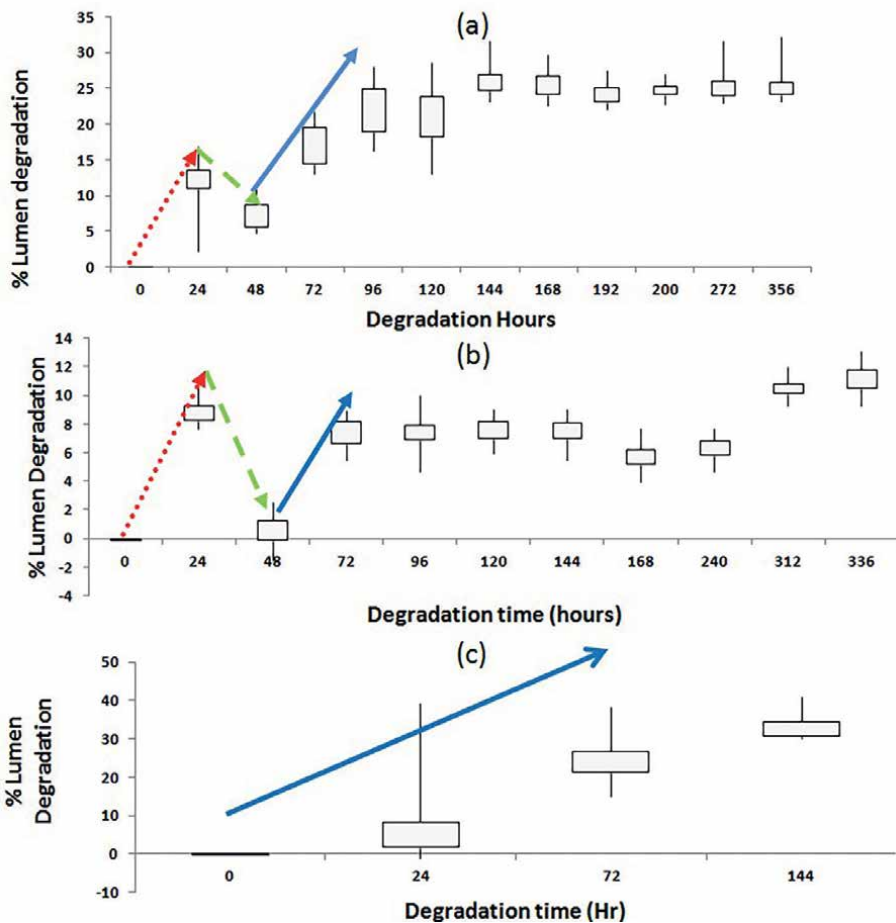 (a)
35
30
25
20
15
10
5
0
% Lumen degradation
0 24 48 72 96 120 144 168 192 200 272 356
Degradation Hours
(b)
14
12
10
8
6
4
2
0
-2
-4
% Lumen Degradation
0 24 48 72 96 120 144 168 240 312 336
Degradation time (hours)
(c)
50
40
30
20
10
0
-10
% Lumen
Degradation
0 24 72 144
Degradation time (Hr)